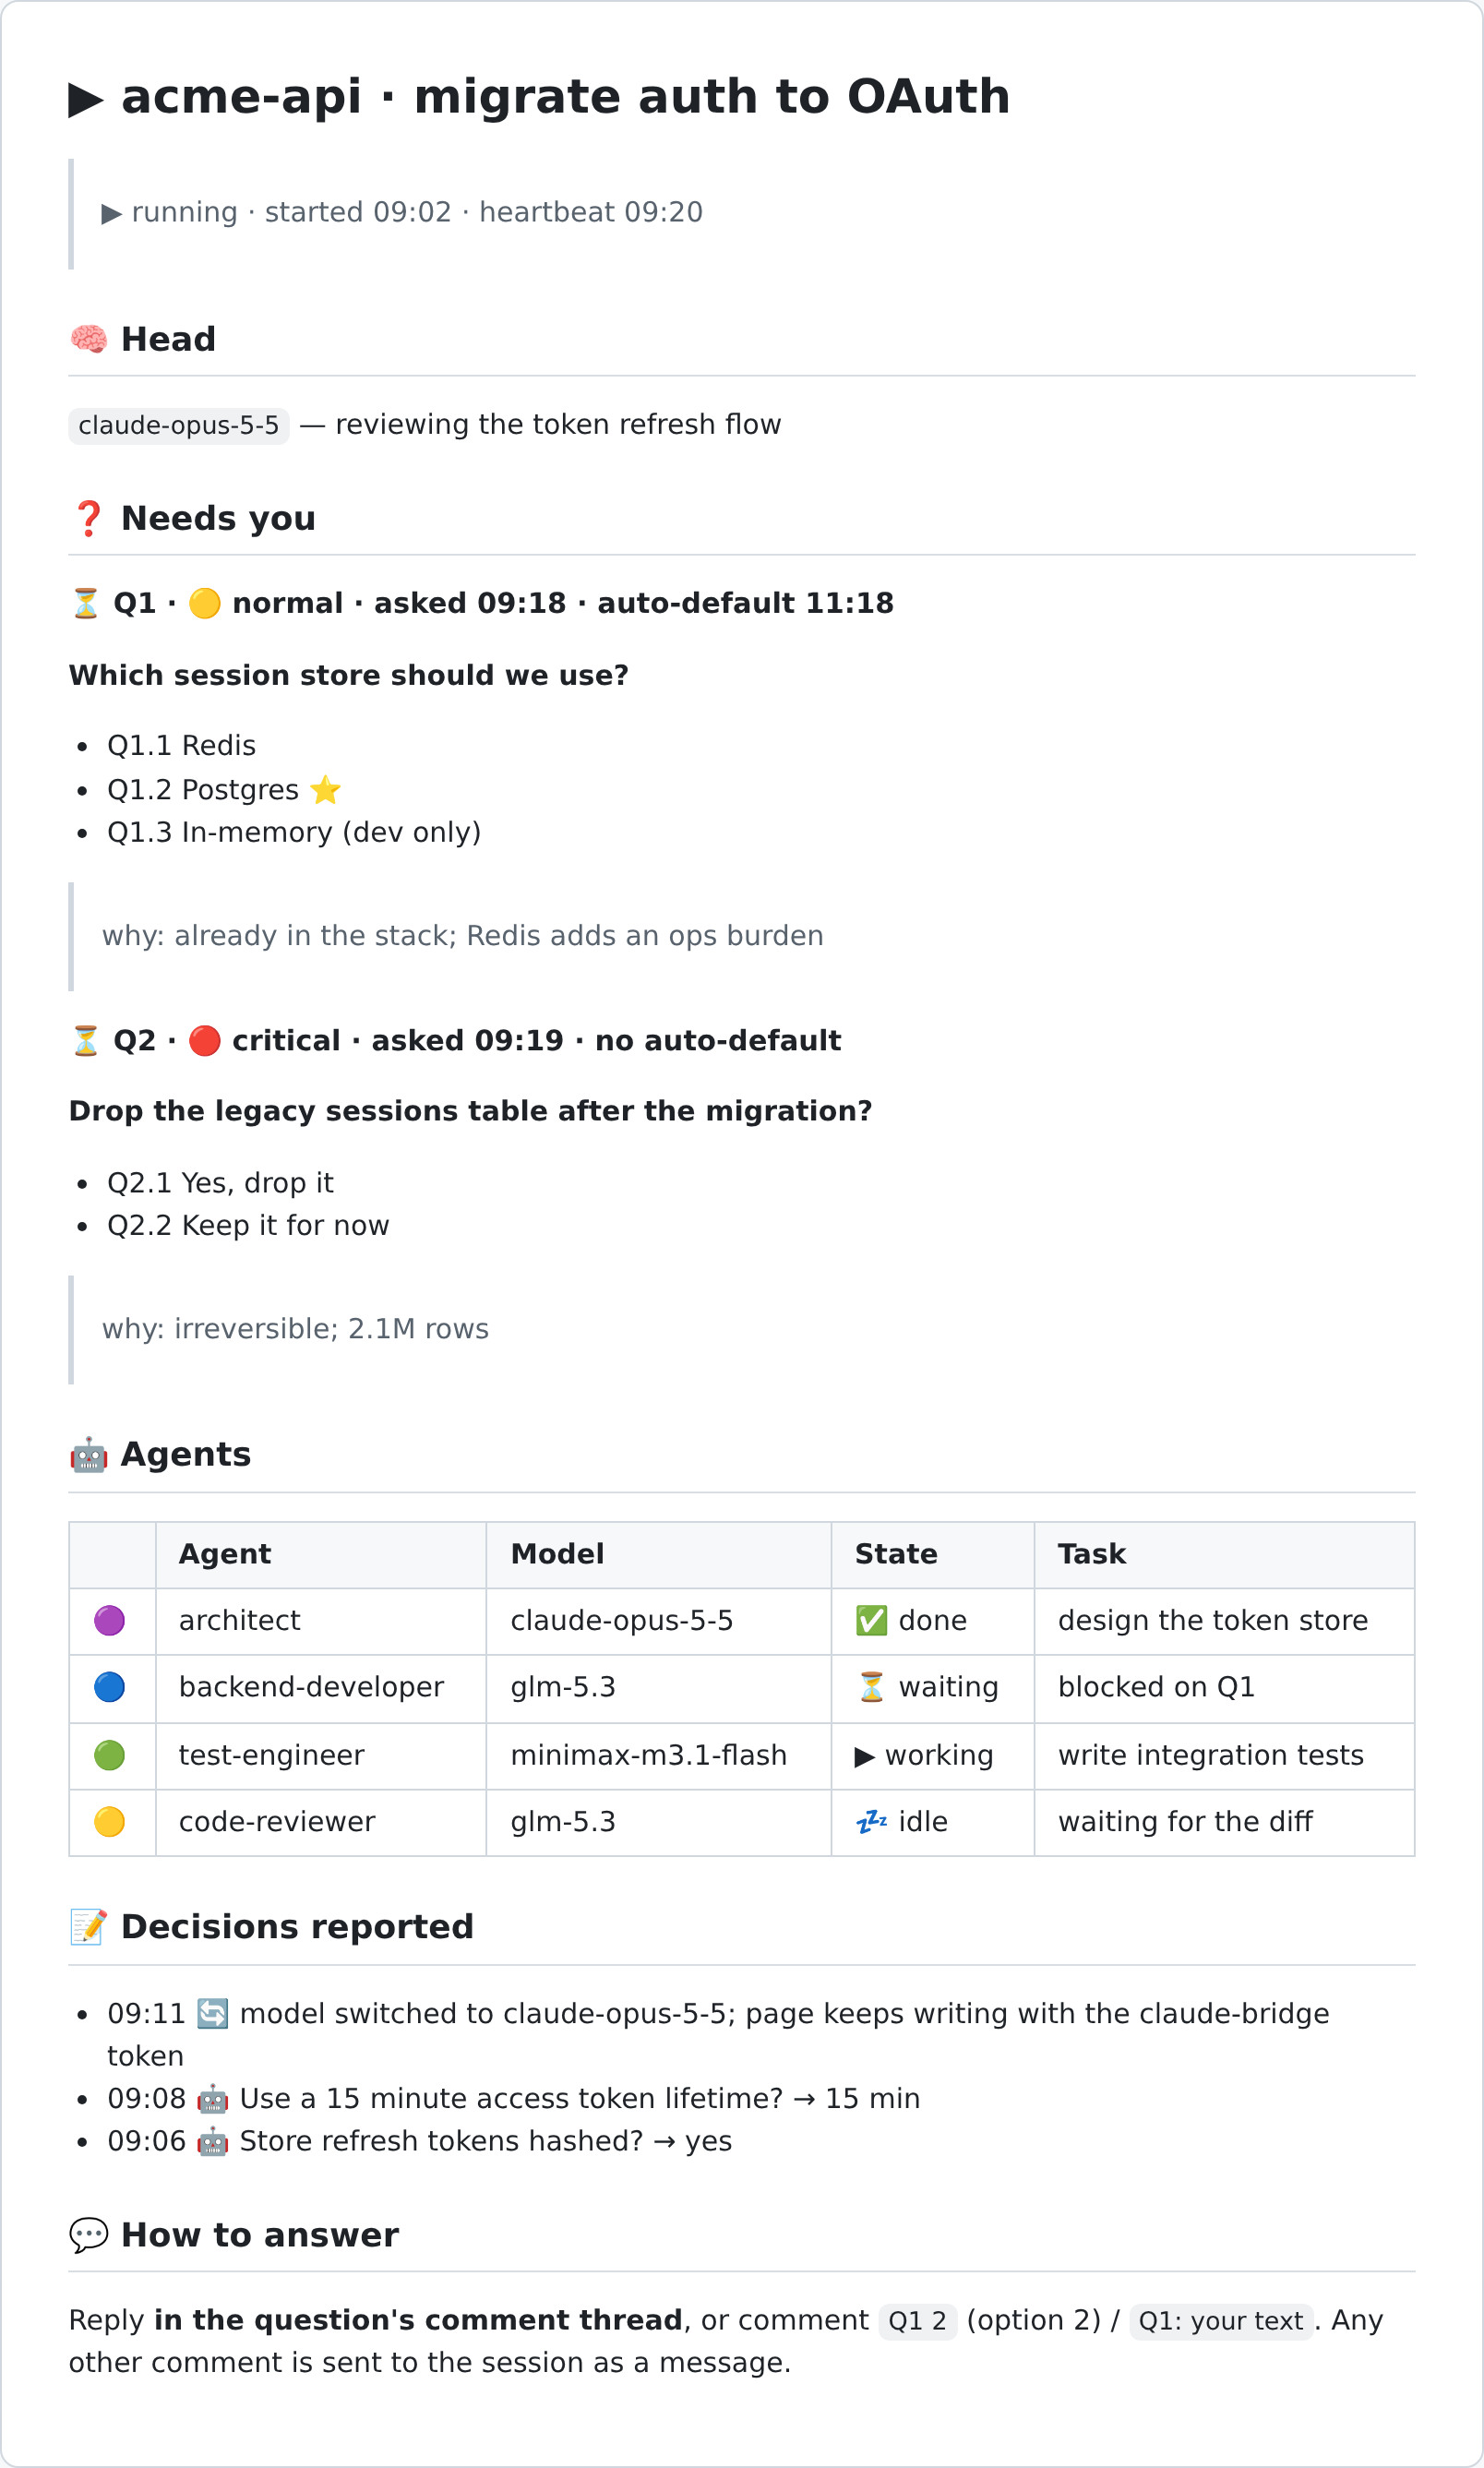 ▶ acme-api · migrate auth to OAuth
▶ running · started 09:02 · heartbeat 09:20
🧠 Head
claude-opus-5-5 — reviewing the token refresh flow
❓ Needs you
⏳ Q1 · 🟡 normal · asked 09:18 · auto-default 11:18
Which session store should we use?
• Q1.1 Redis
• Q1.2 Postgres ⭐
• Q1.3 In-memory (dev only)
why: already in the stack; Redis adds an ops burden
⏳ Q2 · 🔴 critical · asked 09:19 · no auto-default
Drop the legacy sessions table after the migration?
• Q2.1 Yes, drop it
• Q2.2 Keep it for now
why: irreversible; 2.1M rows
🤖 Agents
Agent Model State Task
🟣 architect claude-opus-5-5 ✅ done design the token store
🔵 backend-developer glm-5.3 ⏳ waiting blocked on Q1
🟢 test-engineer minimax-m3.1-flash ▶ working write integration tests
🟡 code-reviewer glm-5.3 💤 idle waiting for the diff
📝 Decisions reported
• 09:11 🔄 model switched to claude-opus-5-5; page keeps writing with the claude-bridge
token
• 09:08 🤖 Use a 15 minute access token lifetime? → 15 min
• 09:06 🤖 Store refresh tokens hashed? → yes
💬 How to answer
Reply in the question's comment thread, or comment Q1 2 (option 2) / Q1: your text. Any
other comment is sent to the session as a message.